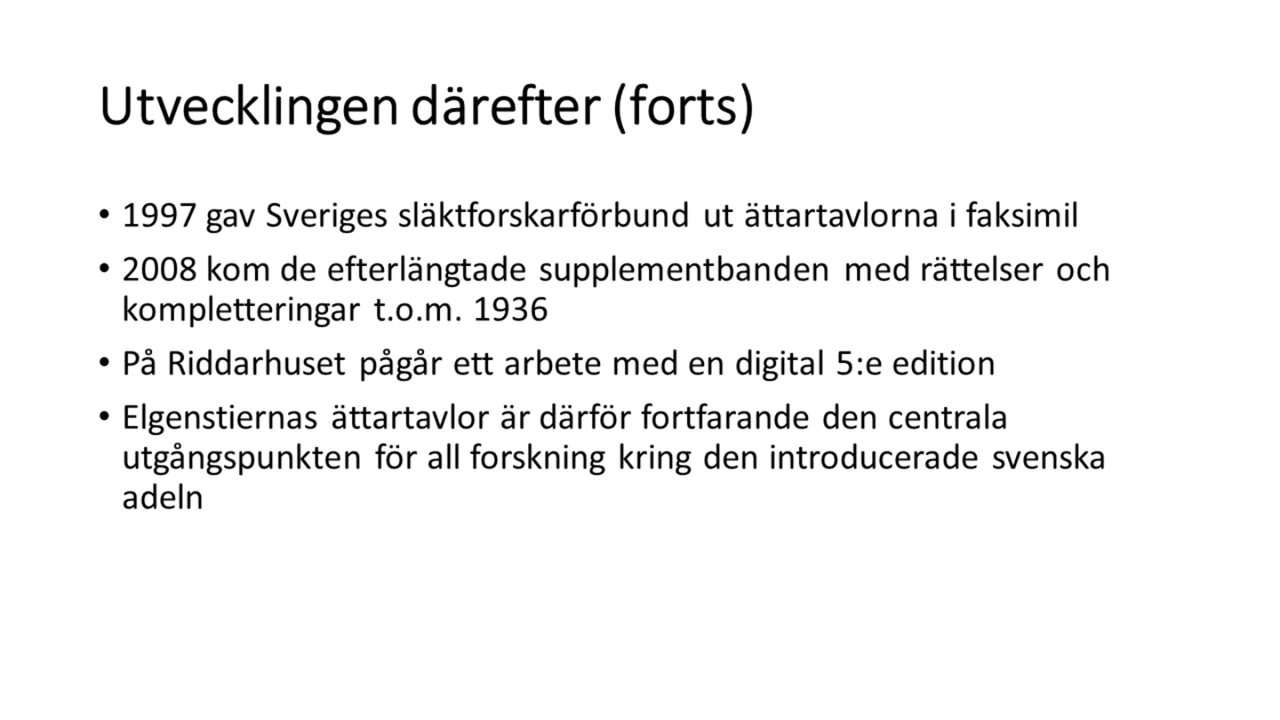 Utvecklingen därefter (forts)
• 1997 gav Sveriges släktforskarförbund ut ättartavlorna i faksimil
• 2008 kom de efterlängtade supplementbanden med rättelser och
kompletteringar t.o.m. 1936
• På Riddarhuset pågår ett arbete med en digital 5:e edition
• Elgenstiernas ättartavlor är därför fortfarande den centrala
utgångspunkten för all forskning kring den introducerade svenska
adeln